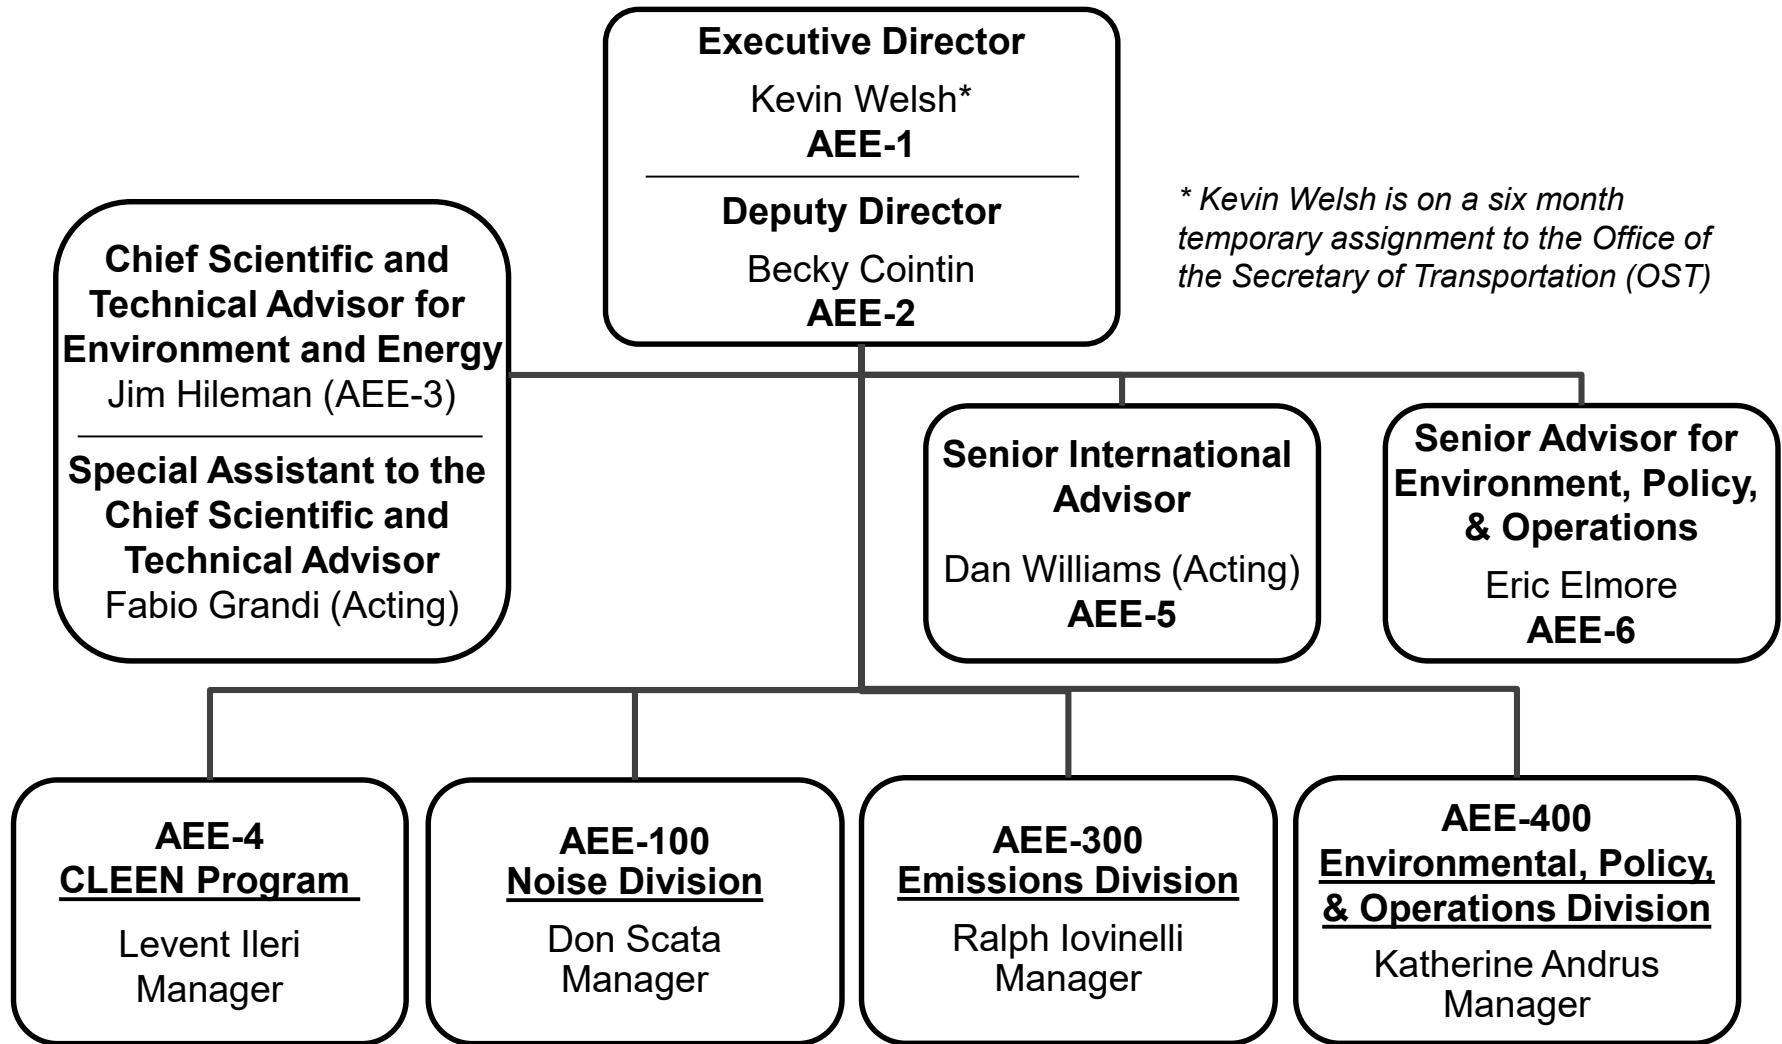 Executive Director
Kevin Welsh*
AEE-1
Deputy Director
Becky Cointin
AEE-2
* Kevin Welsh is on a six month
temporary assignment to the Office of
the Secretary of Transportation (OST)
Chief Scientific and
Technical Advisor for
Environment and Energy
Jim Hileman (AEE-3)
Special Assistant to the
Chief Scientific and
Technical Advisor
Fabio Grandi (Acting)
Senior International
Advisor
Dan Williams (Acting)
AEE-5
Senior Advisor for
Environment, Policy,
& Operations
Eric Elmore
AEE-6
AEE-4
CLEEN Program
Levent Ileri
Manager
AEE-100
Noise Division
Don Scata
Manager
AEE-300
Emissions Division
Ralph Iovinelli
Manager
AEE-400
Environmental, Policy,
& Operations Division
Katherine Andrus
Manager